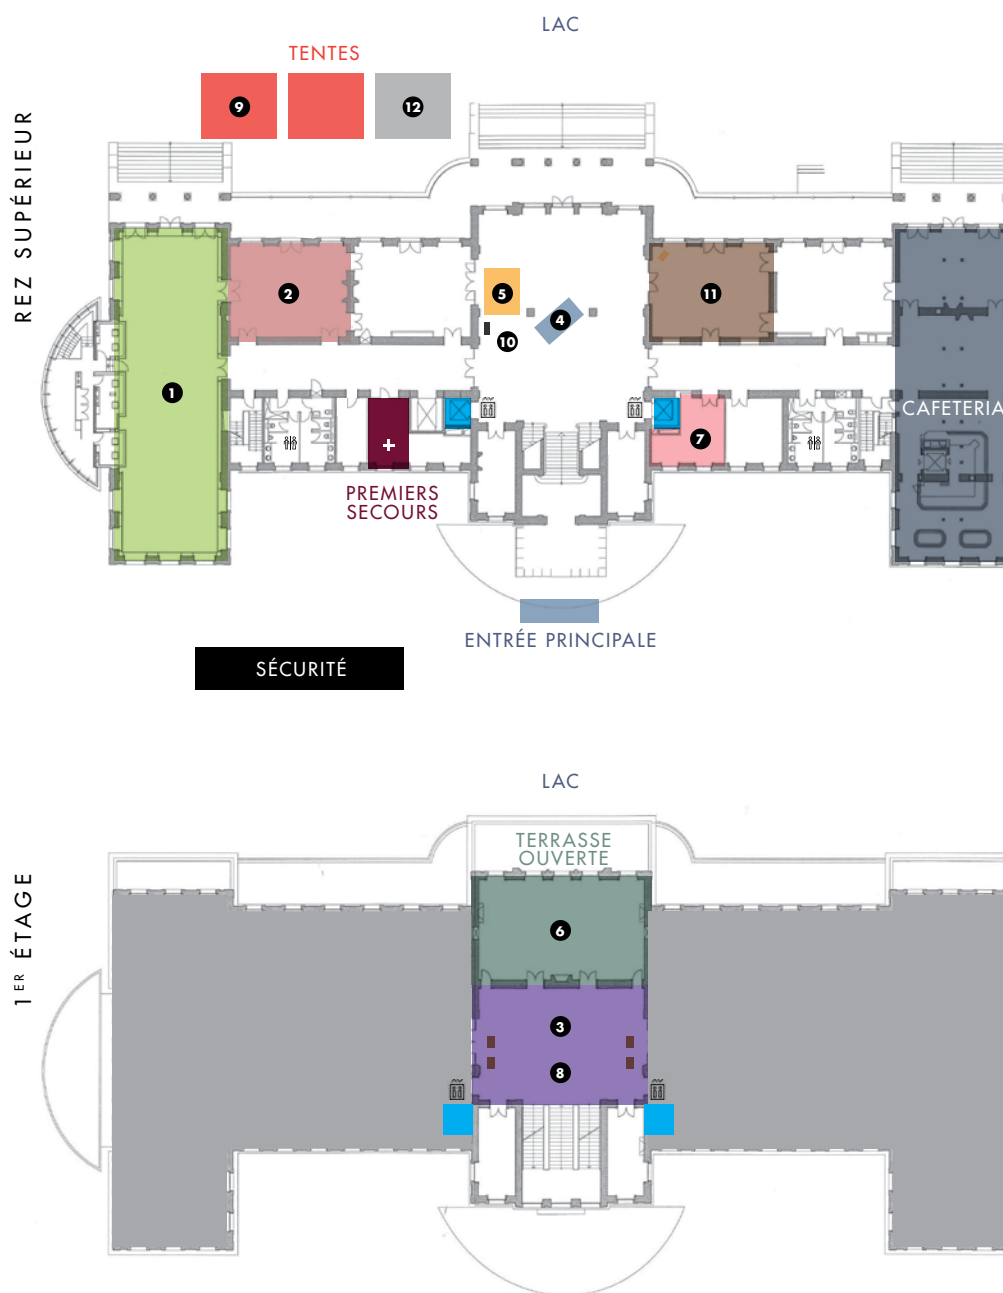 LAC
TENTES
9
12
REZ SUPÉRIEUR
2
5
4
10
11
1
7
CAFETERIA
+
PREMIERS
SECOURS
ENTRÉE PRINCIPALE
SÉCURITÉ
LAC
TERRASSE
OUVERTE
1ER ÉTAGE
6
3
8